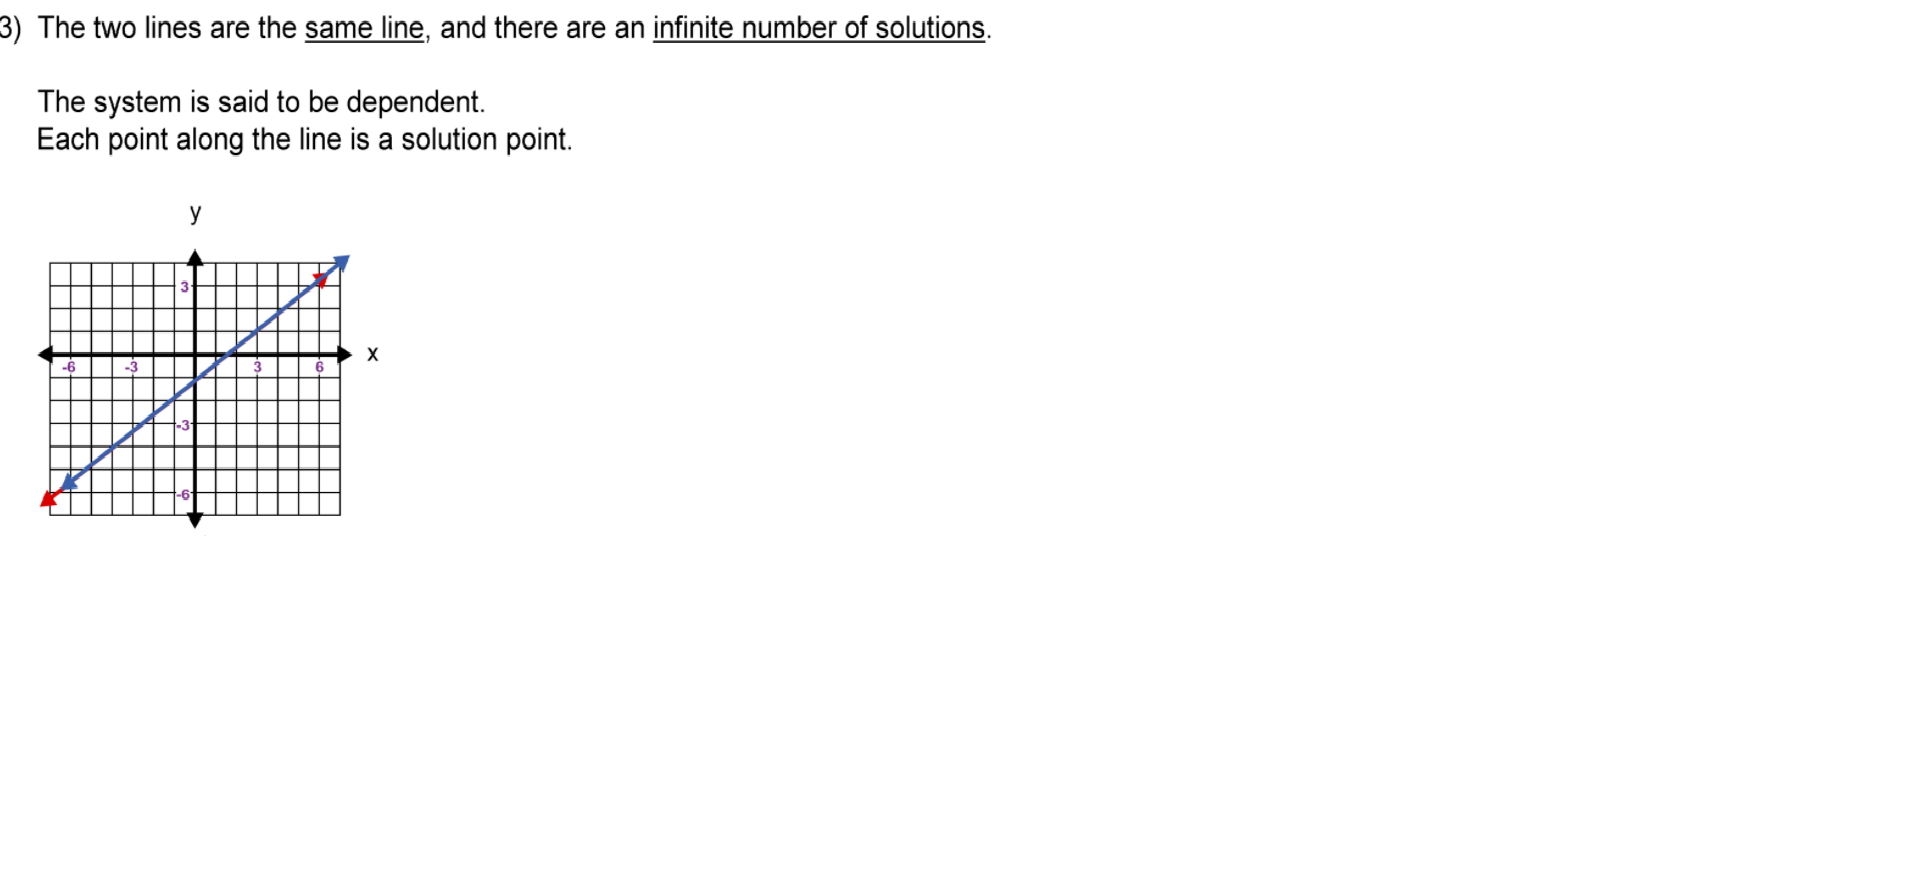 3) The two lines are the same line, and there are an infinite number of solutions.
The system is said to be dependent.
Each point along the line is a solution point.
y
3
x
-6 -3 3 6
-3
-6